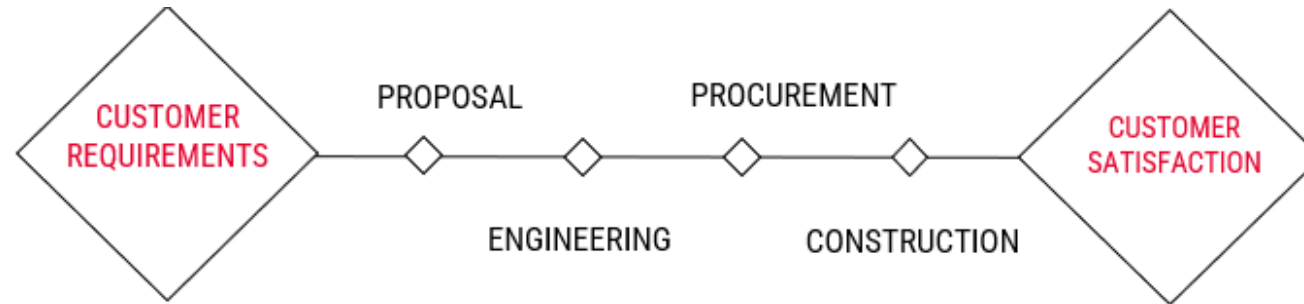 CUSTOMER
REQUIREMENTS
PROPOSAL
ENGINEERING
PROCUREMENT
CONSTRUCTION
CUSTOMER
SATISFACTION